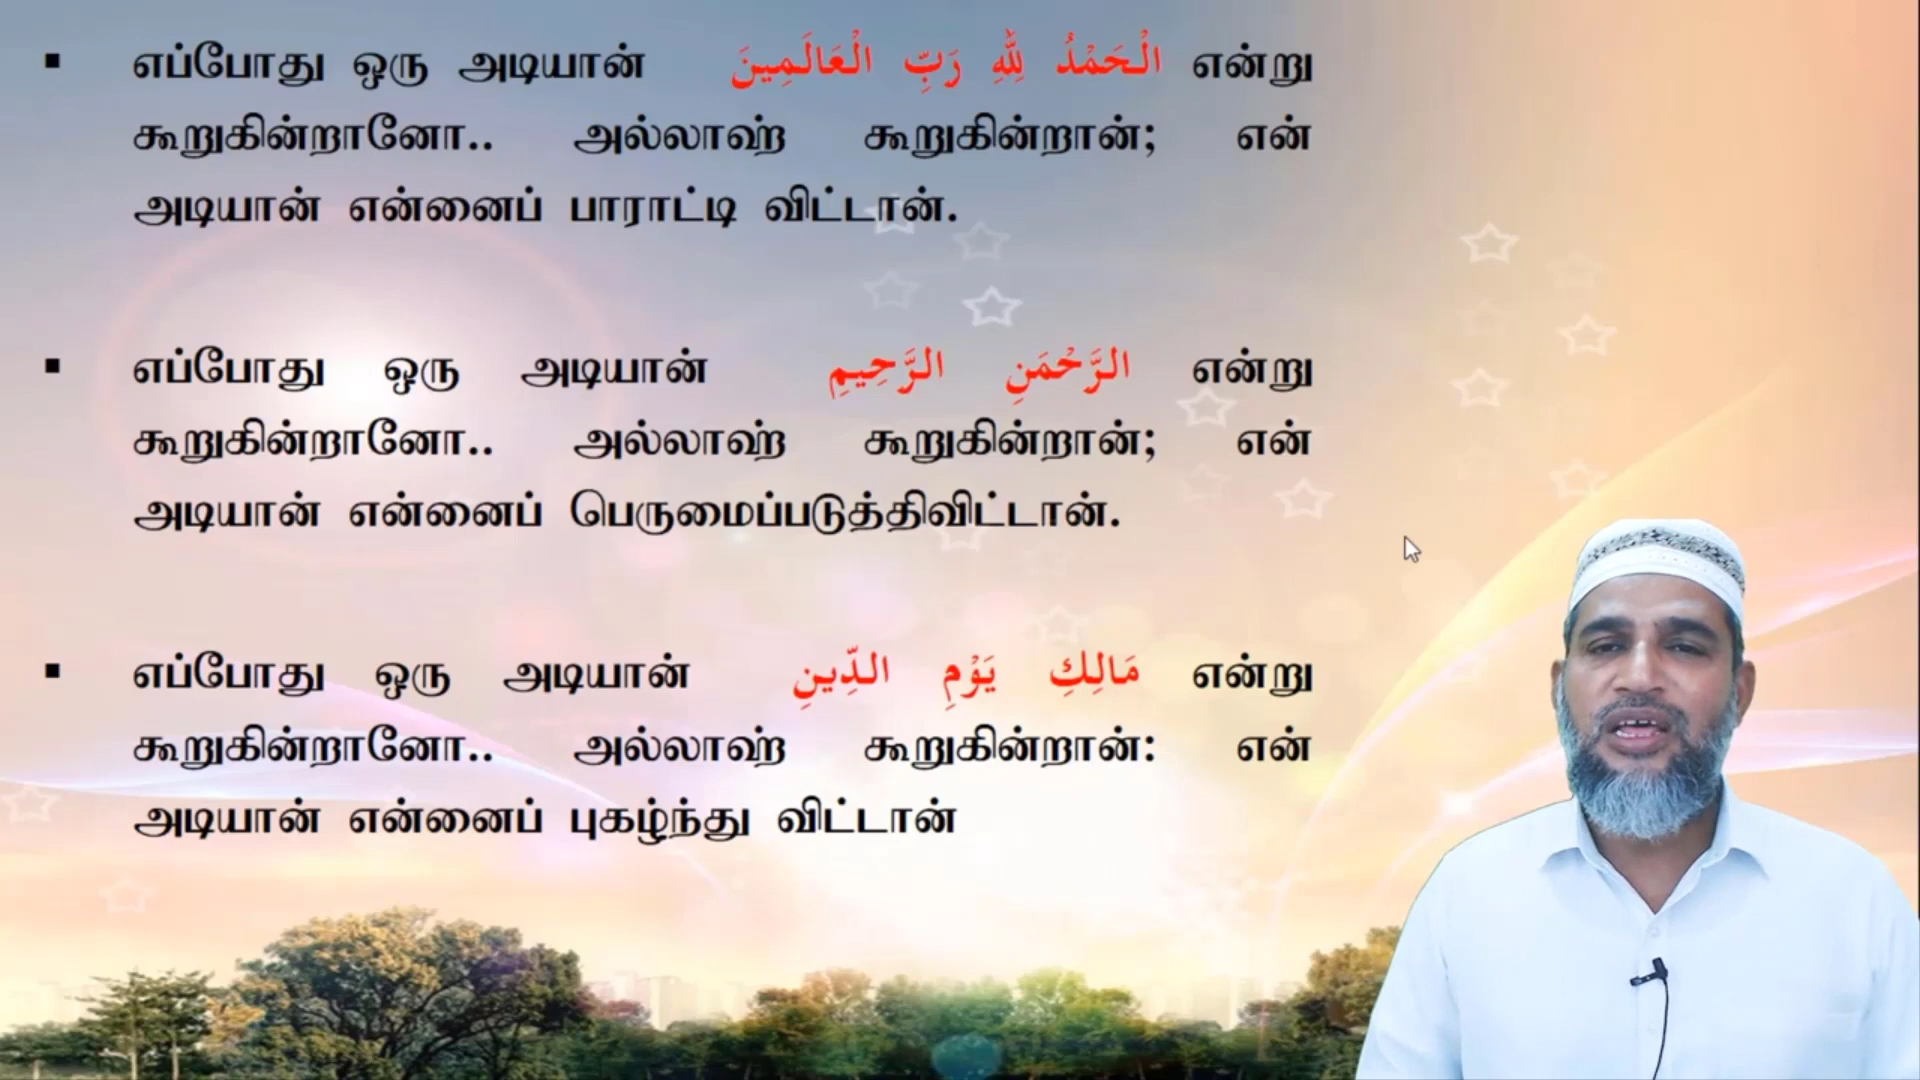 ▪ எப்போது ஒரு அடியான் الْحَمْدُ لِلَّهِ رَبِّ الْعَالَمِينَ என்று
கூறுகின்றானோ.. அல்லாஹ் கூறுகின்றான்; என்
அடியான் என்னைப் பாராட்டி விட்டான்.
▪ எப்போது ஒரு அடியான் الرَّحْمَنِ الرَّحِيمِ என்று
கூறுகின்றானோ.. அல்லாஹ் கூறுகின்றான்; என்
அடியான் என்னைப் பெருமைப்படுத்திவிட்டான்.
▪ எப்போது ஒரு அடியான் مَالِكِ يَوْمِ الدِّينِ என்று
கூறுகின்றானோ.. அல்லாஹ் கூறுகின்றான்: என்
அடியான் என்னைப் புகழ்ந்து விட்டான்